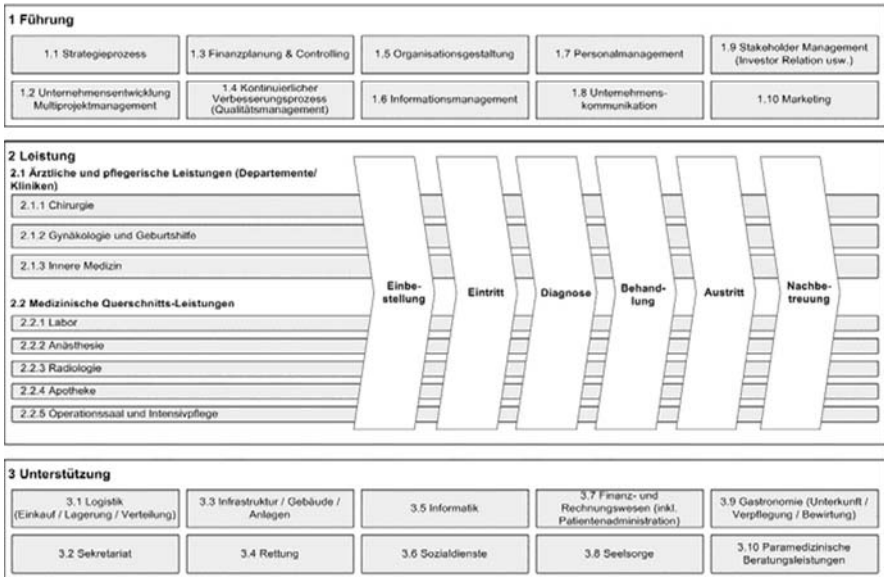 1 Führung
1.1 Strategieprozess
1.3 Finanzplanung & Controlling
1.5 Organisationsgestaltung
1.7 Personalmanagement
1.9 Stakeholder Management
(Investor Relation usw.)
1.2 Unternehmensentwicklung
Multiprojektmanagement
1.4 Kontinuierlicher
Verbesserungsprozess
(Qualitätsmanagement)
1.6 Informationsmanagement
1.8 Unternehmens-
kommunikation
1.10 Marketing
2 Leistung
2.1 Ärztliche und pflegerische Leistungen (Departemente/
Kliniken)
2.1.1 Chirurgie
2.1.2 Gynäkologie und Geburtshilfe
2.1.3 Innere Medizin
2.2 Medizinische Querschnitts-Leistungen
2.2.1 Labor
2.2.2 Anästhesie
2.2.3 Radiologie
2.2.4 Apotheke
2.2.5 Operationssaal und Intensivpflege
Einbe-
stellung
Eintritt
Diagnose
Behand-
lung
Austritt
Nachbe-
treuung
3 Unterstützung
3.1 Logistik
(Einkauf / Lagerung / Verteilung)
3.3 Infrastruktur / Gebäude /
Anlagen
3.5 Informatik
3.7 Finanz- und
Rechnungswesen (inkl.
Patientenadministration)
3.9 Gastronomie (Unterkunft /
Verpflegung / Bewirtung)
3.2 Sekretariat
3.4 Rettung
3.6 Sozialdienste
3.8 Seelsorge
3.10 Paramedizinische
Beratungsleistungen